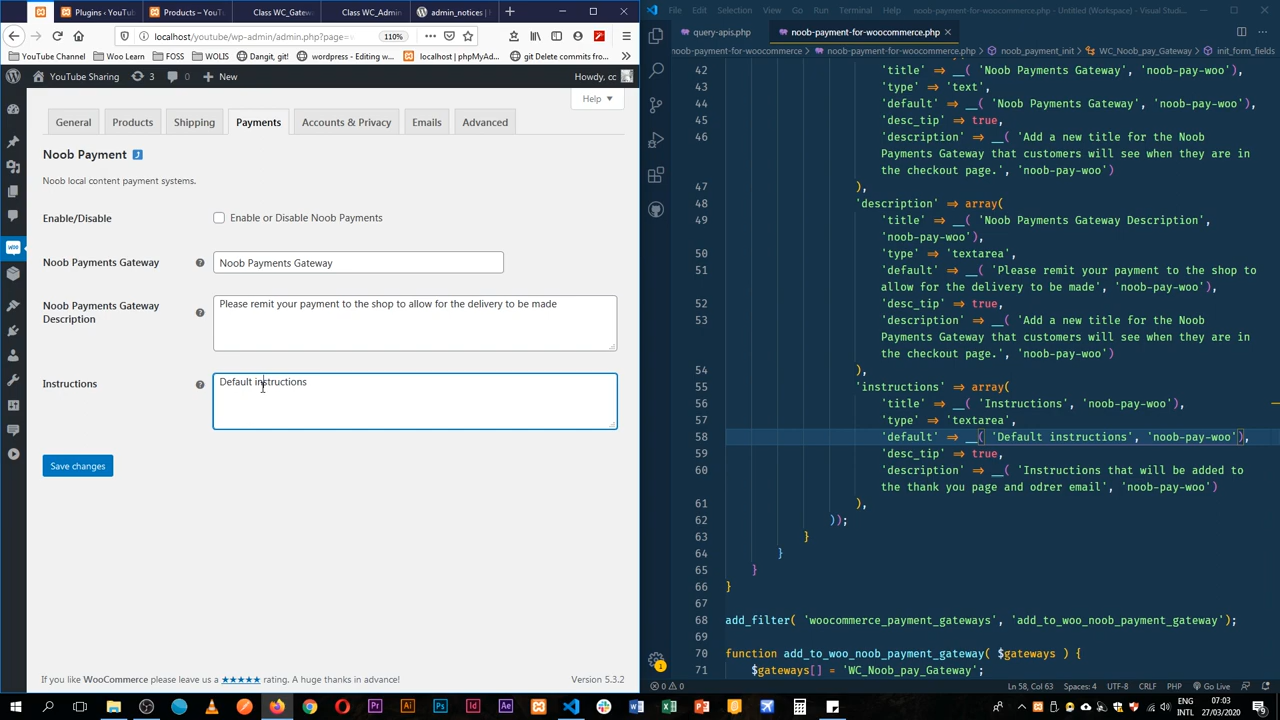 Plugins ‹ YouTu
Products – YouTu
Class WC_Gatew
Class WC_Admin
admin_notes |
localhost/youtube/wp-admin/admin.php?page=
110%
YouTube Channel
Woo Learn
FOSS
WOLIS
Dangit, git!
wordpress - Editing w...
localhost | phpMyAd...
git Delete commits fro...
YouTube Sharing
3
0
New
Howdy, cc
Help
General
Products
Shipping
Payments
Accounts & Privacy
Emails
Advanced
Noob Payment
Noob local content payment systems.
Enable/Disable
Enable or Disable Noob Payments
Noob Payments Gateway
Noob Payments Gateway
Noob Payments Gateway
Description
Please remit your payment to the shop to allow for the delivery to be made
Instructions
Default instructions
Save changes
If you like WooCommerce please leave us a ★★★★★ rating. A huge thanks in advance!
Version 5.3.2
File Edit Selection View Go Run Terminal Help
noob-payment-for-woocommerce.php - Untitled (Workspace) - Visual Studio...
query-apis.php
noob-payment-for-woocommerce.php
noob-payment-for-woocommerce > noob-payment-for-woocommerce.php > noob_payment_init > WC_Noob_pay_Gateway > init_form_fields
42 'title' => __( 'Noob Payments Gateway', 'noob-pay-woo'),
43 'type' => 'text',
44 'default' => __( 'Noob Payments Gateway', 'noob-pay-woo'),
45 'desc_tip' => true,
46 'description' => __( 'Add a new title for the Noob
Payments Gateway that customers will see when they are in
the checkout page.', 'noob-pay-woo')
47 ),
48 'description' => array(
49 'title' => __( 'Noob Payments Gateway Description',
'noob-pay-woo'),
50 'type' => 'textarea',
51 'default' => __( 'Please remit your payment to the shop to
allow for the delivery to be made', 'noob-pay-woo'),
52 'desc_tip' => true,
53 'description' => __( 'Add a new title for the Noob
Payments Gateway that customers will see when they are in
the checkout page.', 'noob-pay-woo')
54 ),
55 'instructions' => array(
56 'title' => __( 'Instructions', 'noob-pay-woo'),
57 'type' => 'textarea',
58 'default' => __( 'Default instructions', 'noob-pay-woo'),
59 'desc_tip' => true,
60 'description' => __( 'Instructions that will be added to
the thank you page and odrer email', 'noob-pay-woo')
61 ),
62 ));
63 }
64 }
65 }
66 }
67
68 add_filter( 'woocommerce_payment_gateways', 'add_to_woo_noob_payment_gateway');
69
70 function add_to_woo_noob_payment_gateway( $gateways ) {
71 $gateways[] = 'WC_Noob_pay_Gateway';
0 0
Ln 58, Col 63 Spaces: 4 UTF-8 CRLF PHP Go Live
ENG
INTL
07:03
27/03/2020